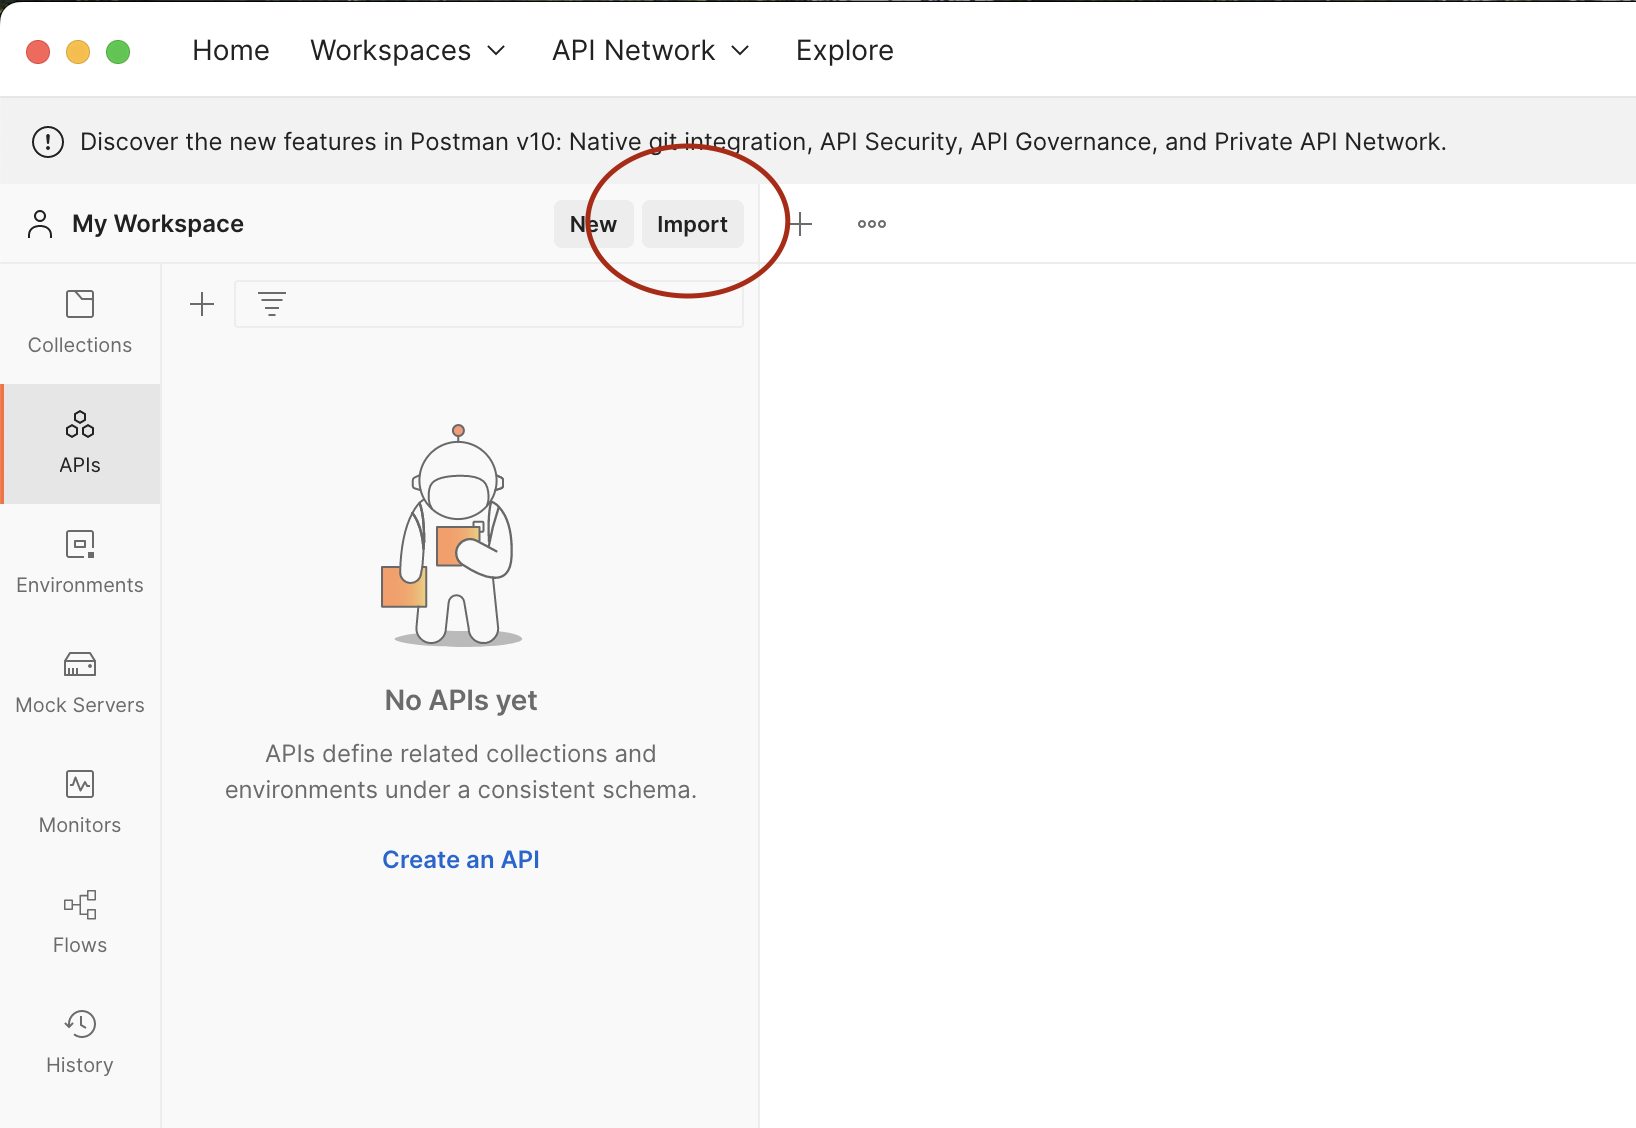 Home Workspaces API Network Explore
Discover the new features in Postman v10: Native git integration, API Security, API Governance, and Private API Network.
My Workspace New Import
Collections
APIs
Environments
Mock Servers
Monitors
Flows
History
No APIs yet
APIs define related collections and
environments under a consistent schema.
Create an API